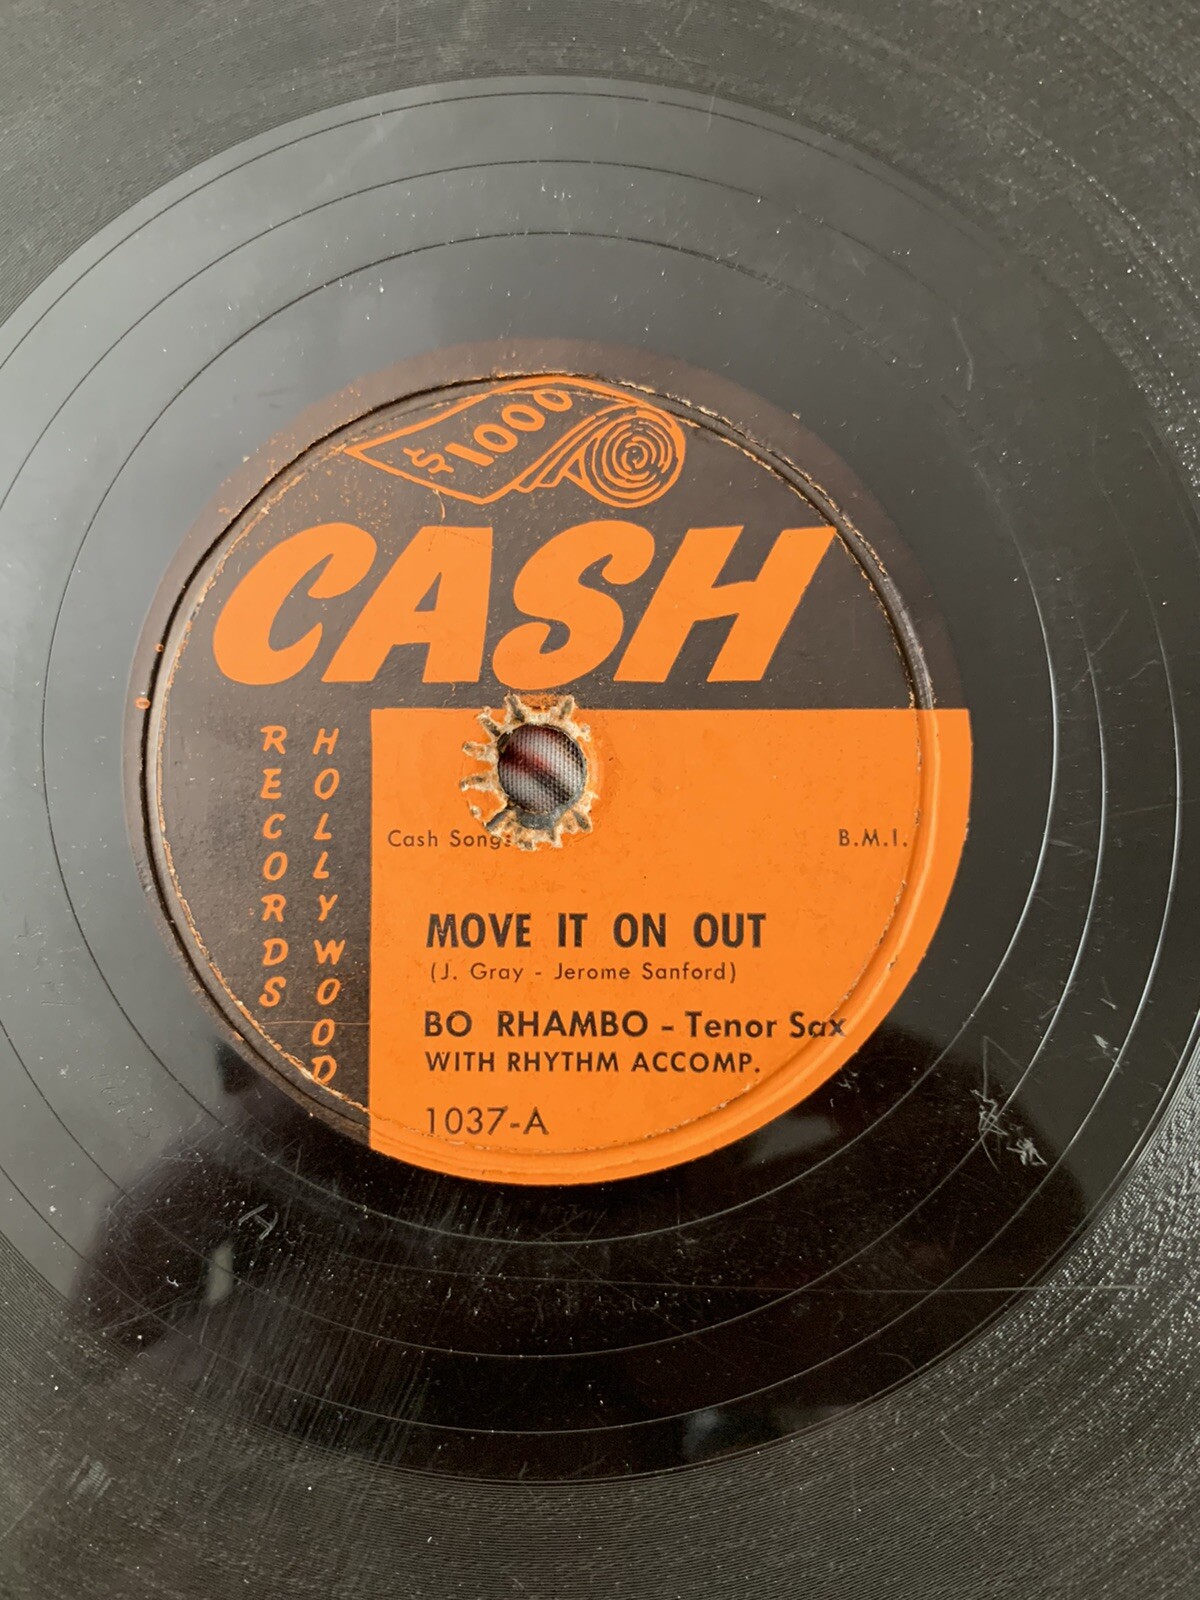 $1000
CASH
RECORDS
HOLLYWOOD
Cash Songs
B.M.I.
MOVE IT ON OUT
(J. Gray - Jerome Sanford)
BO RHAMBO - Tenor Sax
WITH RHYTHM ACCOMP.
1037-A